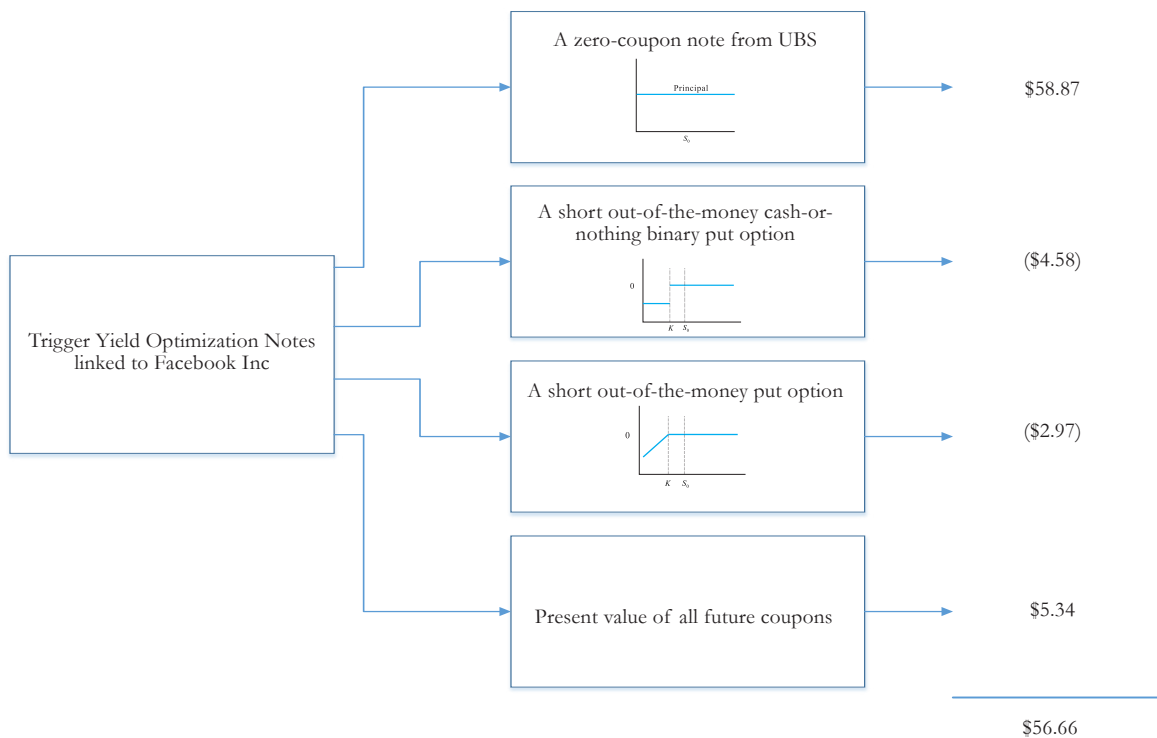 A zero-coupon note from UBS
Principal
S₀
$58.87
A short out-of-the-money cash-or-
nothing binary put option
0
K S₀
($4.58)
Trigger Yield Optimization Notes
linked to Facebook Inc
A short out-of-the-money put option
0
K S₀
($2.97)
Present value of all future coupons
$5.34
$56.66